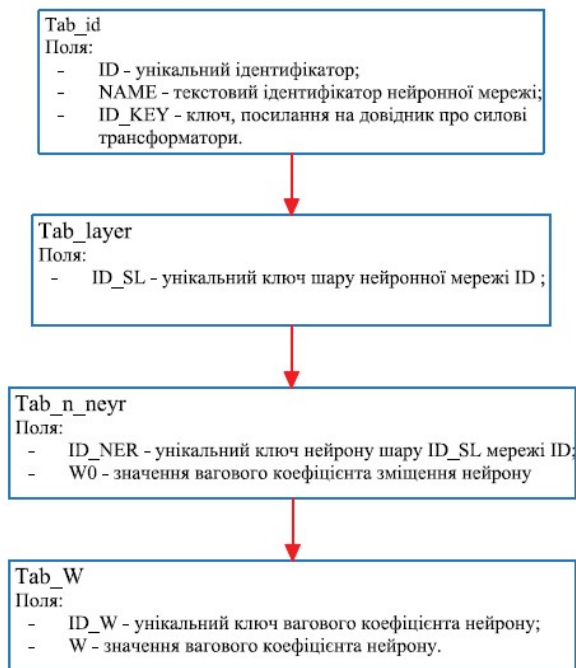 Tab_id
Поля:
- ID - унікальний ідентифікатор;
- NAME - текстовий ідентифікатор нейронної мережі;
- ID_KEY - ключ, посилання на довідник про силові
трансформатори.
Tab_layer
Поля:
- ID_SL - унікальний ключ шару нейронної мережі ID ;
Tab_n_neyr
Поля:
- ID_NER - унікальний ключ нейрону шару ID_SL мережі ID;
- W0 - значення вагового коефіцієнта зміщення нейрону
Tab_W
Поля:
- ID_W - унікальний ключ вагового коефіцієнта нейрону;
- W - значення вагового коефіцієнта нейрону.